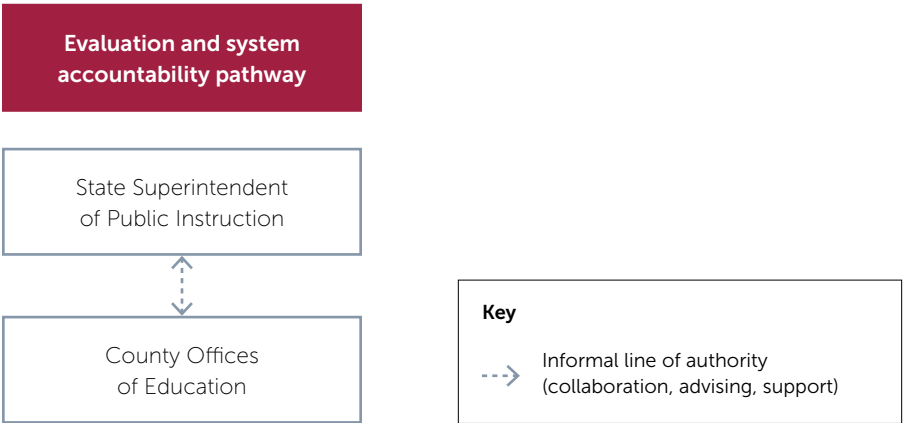 Evaluation and system
accountability pathway
State Superintendent
of Public Instruction
County Offices
of Education
Key
Informal line of authority
(collaboration, advising, support)